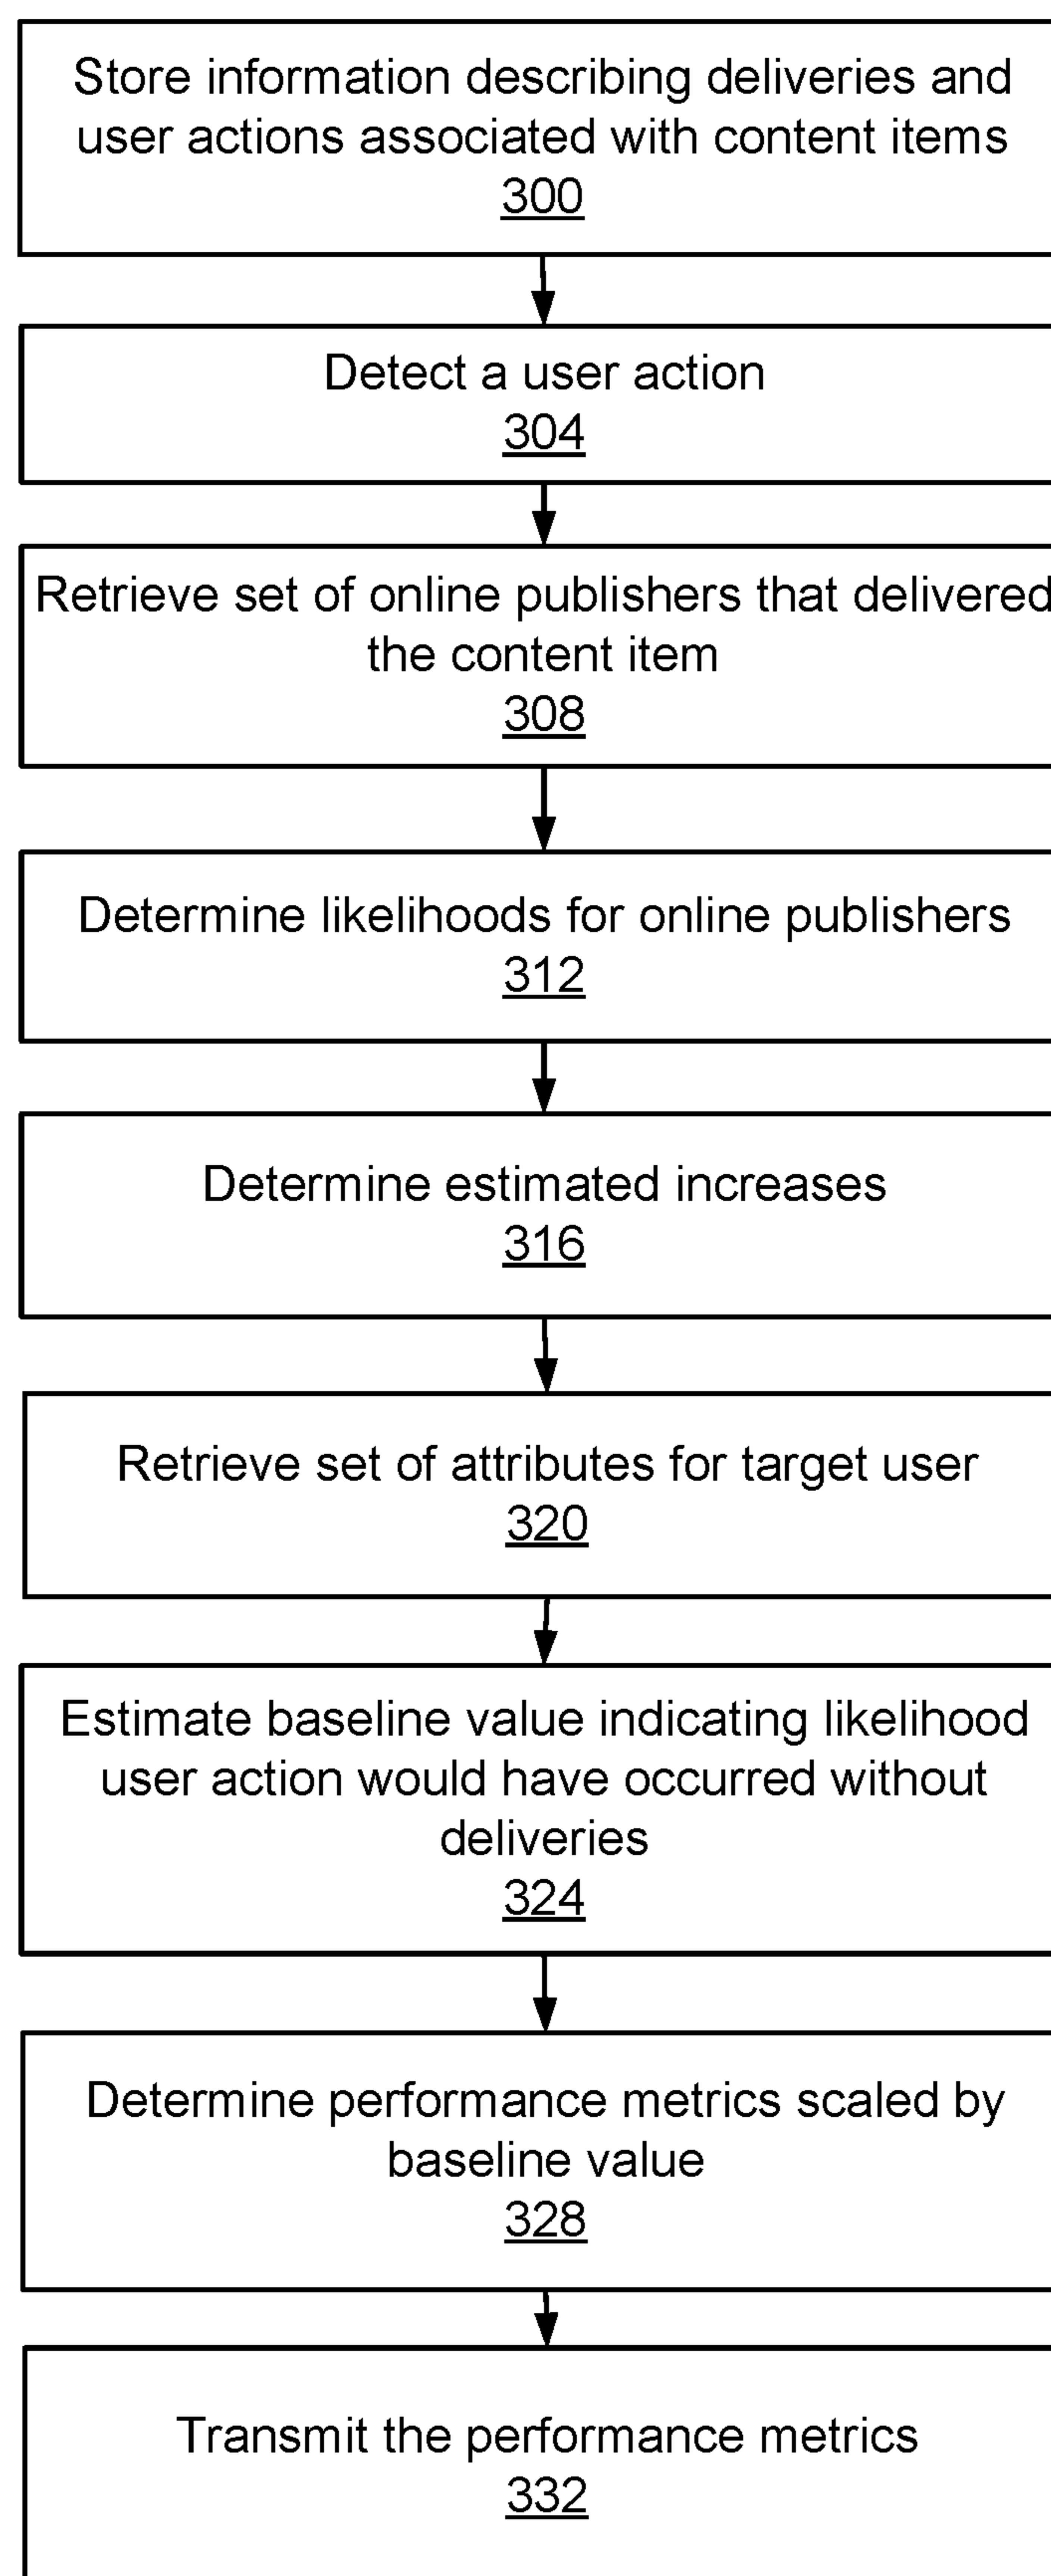 Store information describing deliveries and
user actions associated with content items
300
Detect a user action
304
Retrieve set of online publishers that delivered
the content item
308
Determine likelihoods for online publishers
312
Determine estimated increases
316
Retrieve set of attributes for target user
320
Estimate baseline value indicating likelihood
user action would have occurred without
deliveries
324
Determine performance metrics scaled by
baseline value
328
Transmit the performance metrics
332